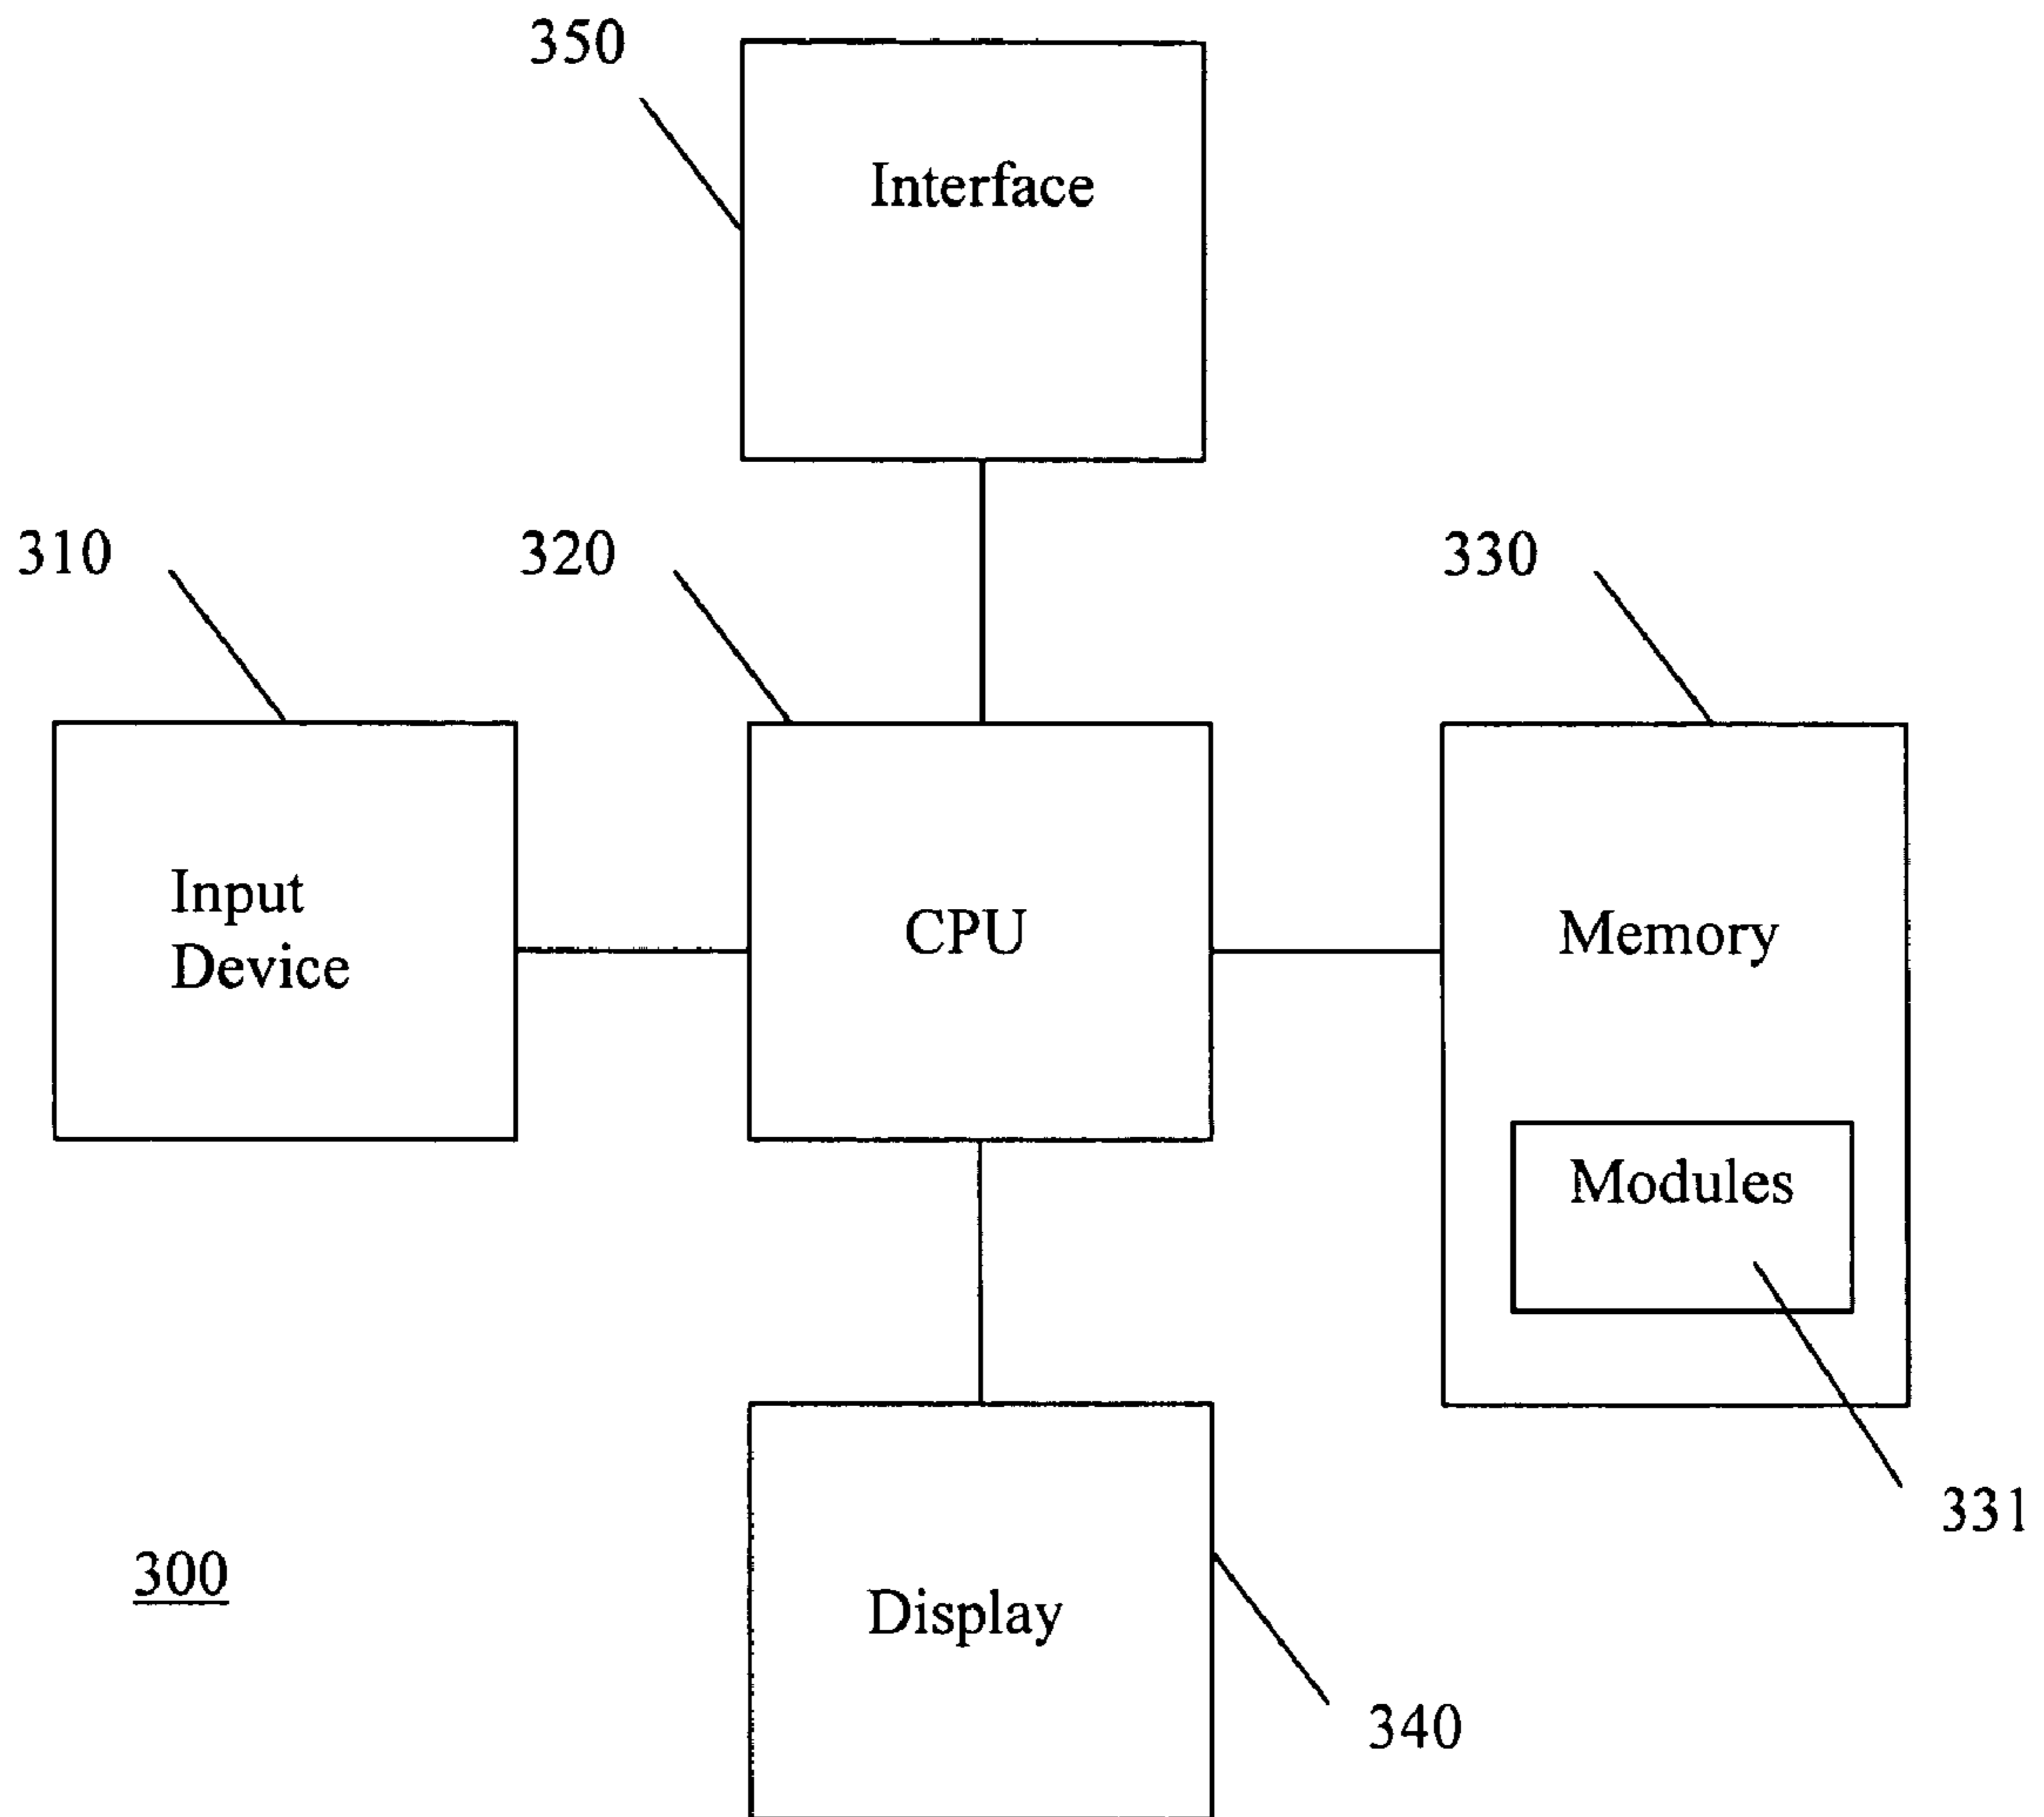 350
Interface
310
320
330
Input
Device
CPU
Memory
Modules
331
300
Display
340